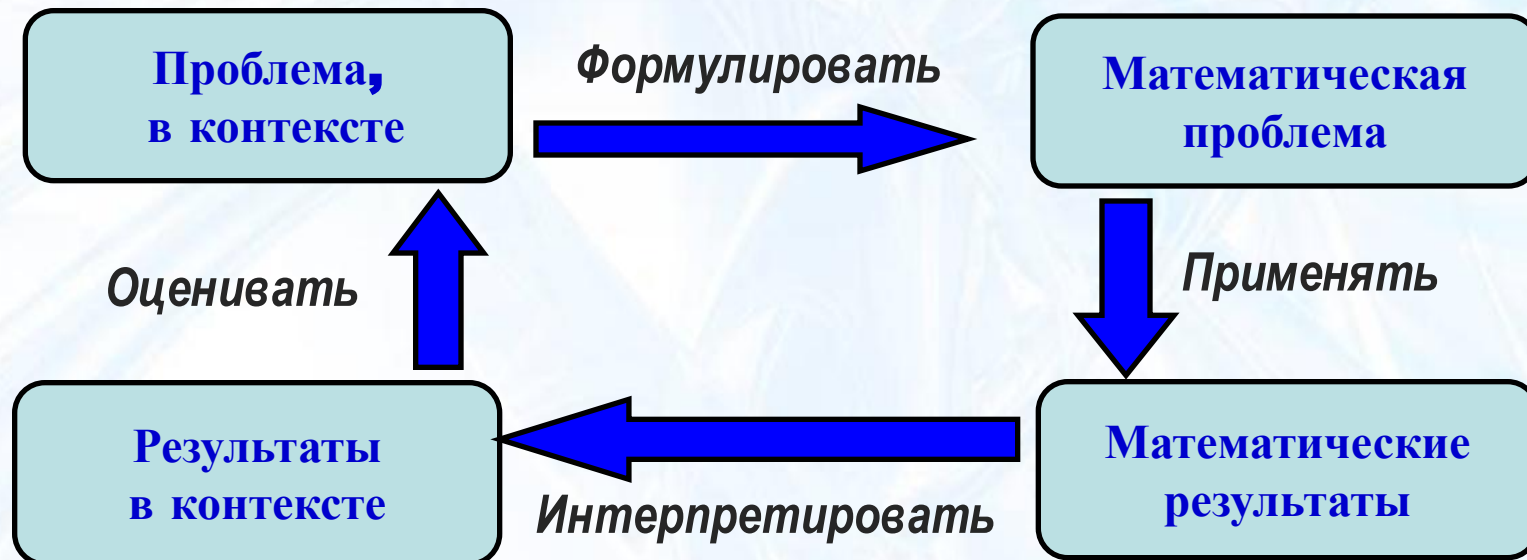 Проблема,
в контексте
Формулировать
Математическая
проблема
Оценивать
Применять
Результаты
в контексте
Интерпретировать
Математические
результаты